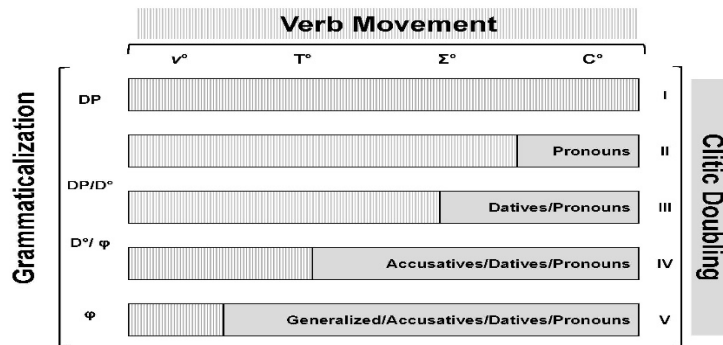 Verb Movement
v° T° Σ° C°
Grammaticalization
DP I
Pronouns II
DP/D°
Datives/Pronouns III
D°/ φ
Accusatives/Datives/Pronouns IV
φ Generalized/Accusatives/Datives/Pronouns V
Clitic Doubling